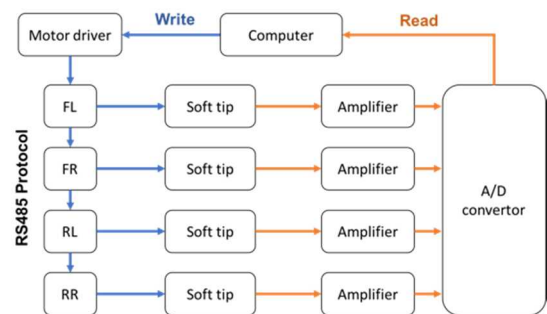 Write
Read
Motor driver
Computer
RS485 Protocol
FL
Soft tip
Amplifier
FR
Soft tip
Amplifier
A/D
convertor
RL
Soft tip
Amplifier
RR
Soft tip
Amplifier